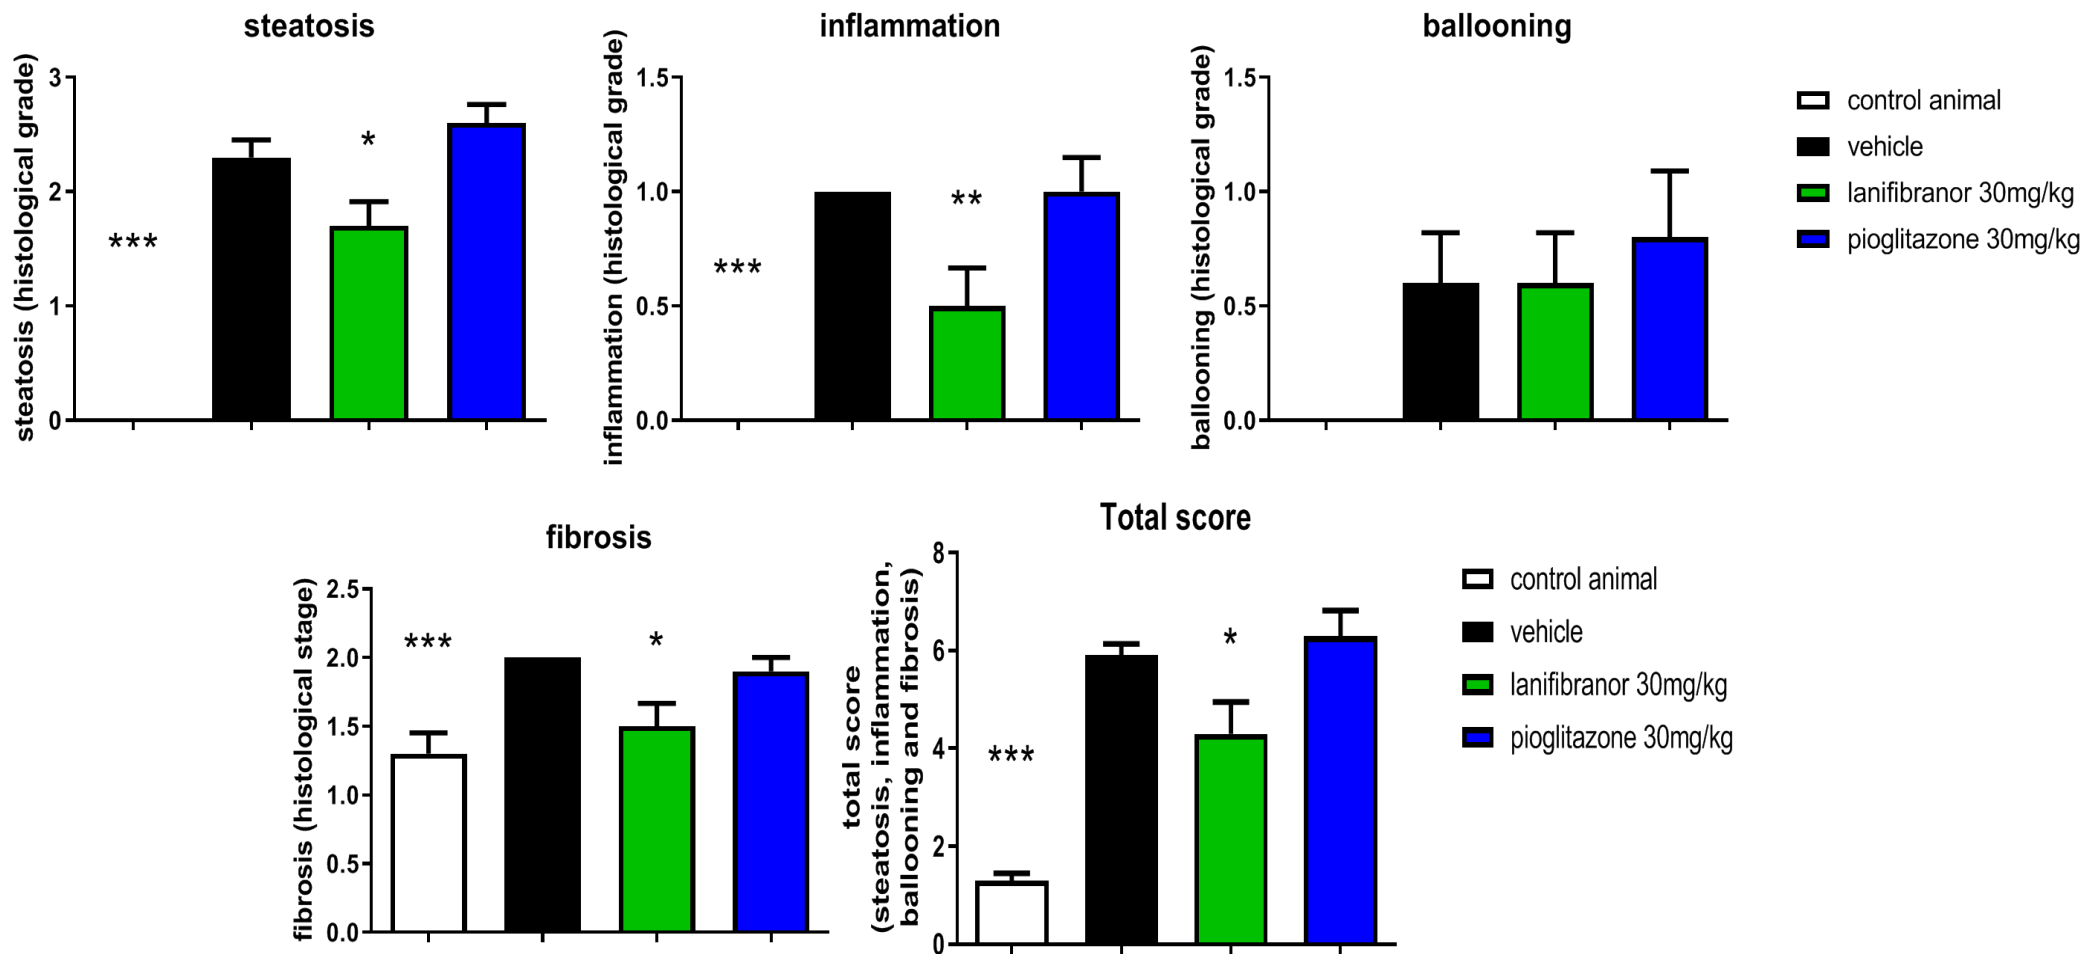 steatosis
steatosis (histological grade)
3
2
1
0
***
*
inflammation
inflammation (histological grade)
1.5
1.0
0.5
0.0
***
**
ballooning
ballooning (histological grade)
1.5
1.0
0.5
0.0
control animal
vehicle
lanifibranor 30mg/kg
pioglitazone 30mg/kg
fibrosis
fibrosis (histological stage)
2.5
2.0
1.5
1.0
0.5
0.0
***
*
Total score
total score
(steatosis, inflammation,
ballooning and fibrosis)
8
6
4
2
0
***
*
control animal
vehicle
lanifibranor 30mg/kg
pioglitazone 30mg/kg